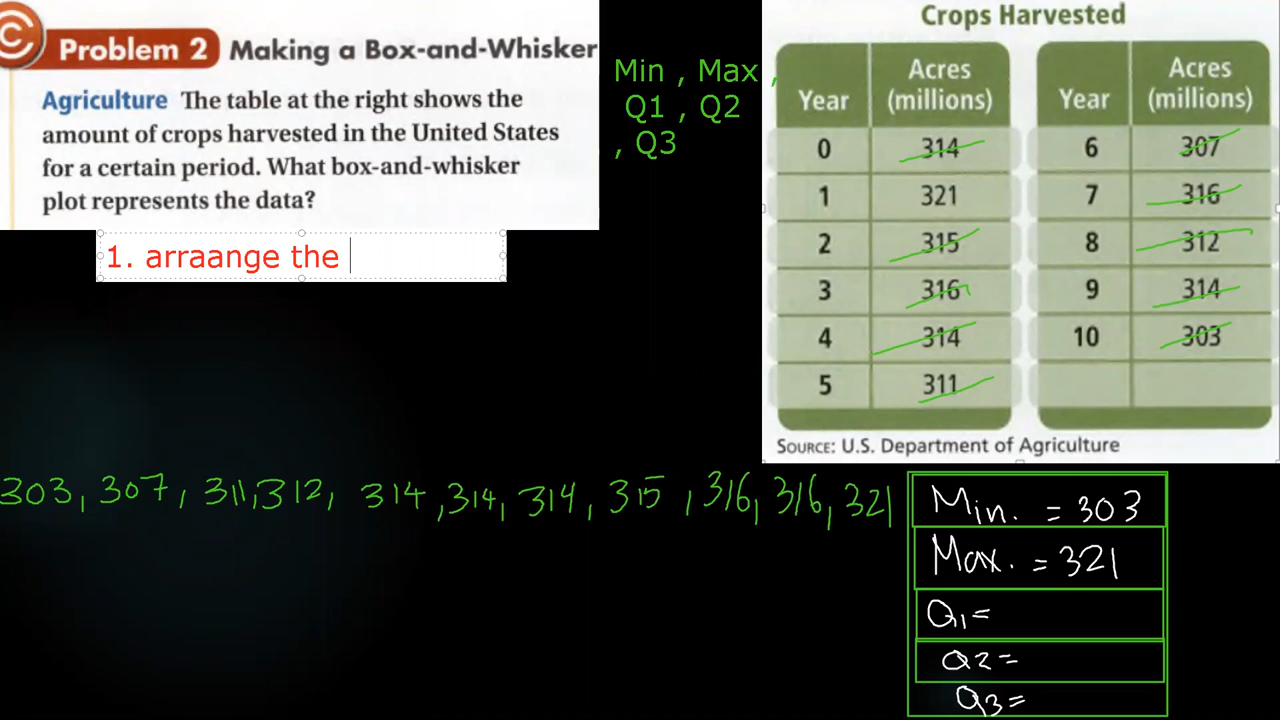 Problem 2 Making a Box-and-Whisker
Agriculture The table at the right shows the
amount of crops harvested in the United States
for a certain period. What box-and-whisker
plot represents the data?
1. arraange the
Min , Max ,
Q1 , Q2
, Q3
Crops Harvested
Year Acres (millions) Year Acres (millions)
0 314 6 307
1 321 7 316
2 315 8 312
3 316 9 314
4 314 10 303
5 311
SOURCE: U.S. Department of Agriculture
303, 307, 311, 312, 314, 314, 314, 315, 316, 316, 321
Min. = 303
Max. = 321
Q1=
Q2=
Q3=